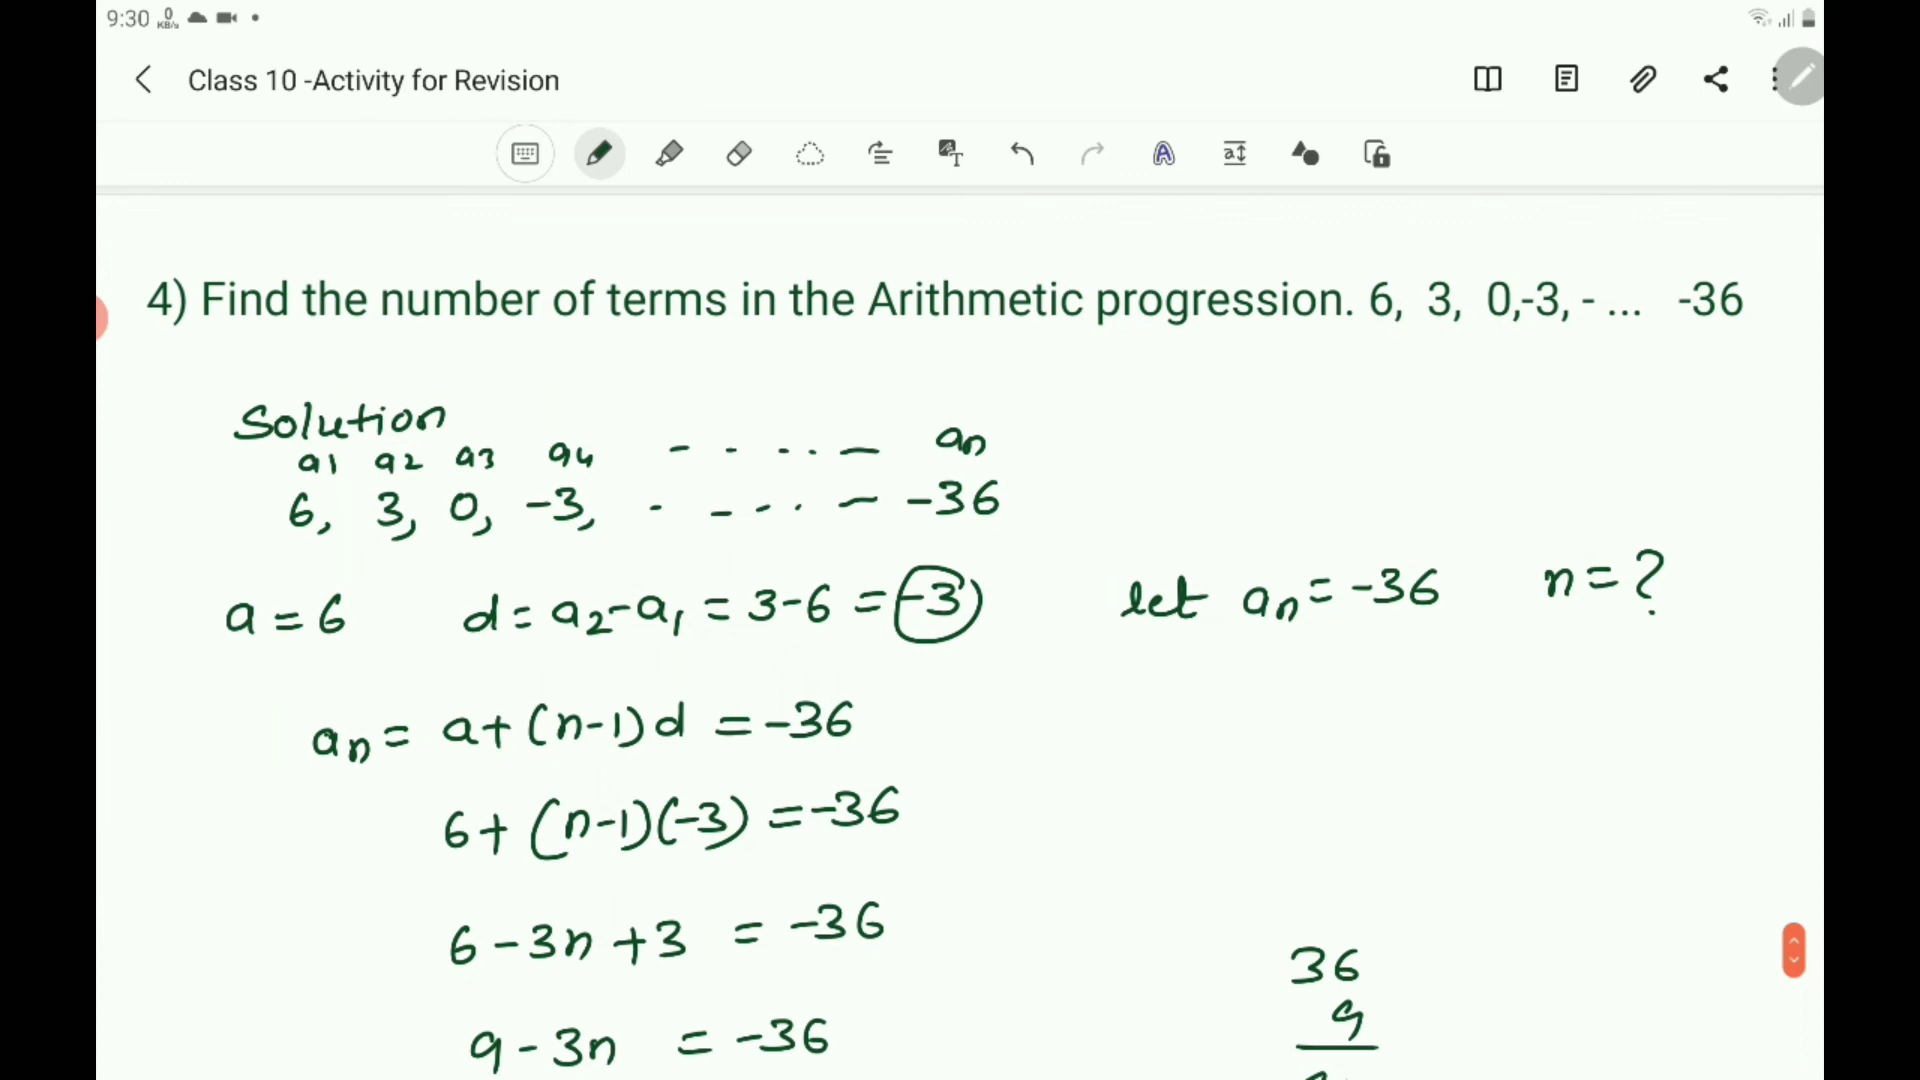 9:30 0 KB/s
Class 10 -Activity for Revision
4) Find the number of terms in the Arithmetic progression. 6, 3, 0,-3, - ... -36
Solution
a1 a2 a3 a4 - - - . . — an
6, 3, 0, -3, . - - . . — -36
a = 6 d = a2-a1 = 3-6 = -3 let an = -36 n = ?
an = a+(n-1)d = -36
6+ (n-1)(-3) = -36
6 - 3n + 3 = -36
36
9
9 - 3n = -36